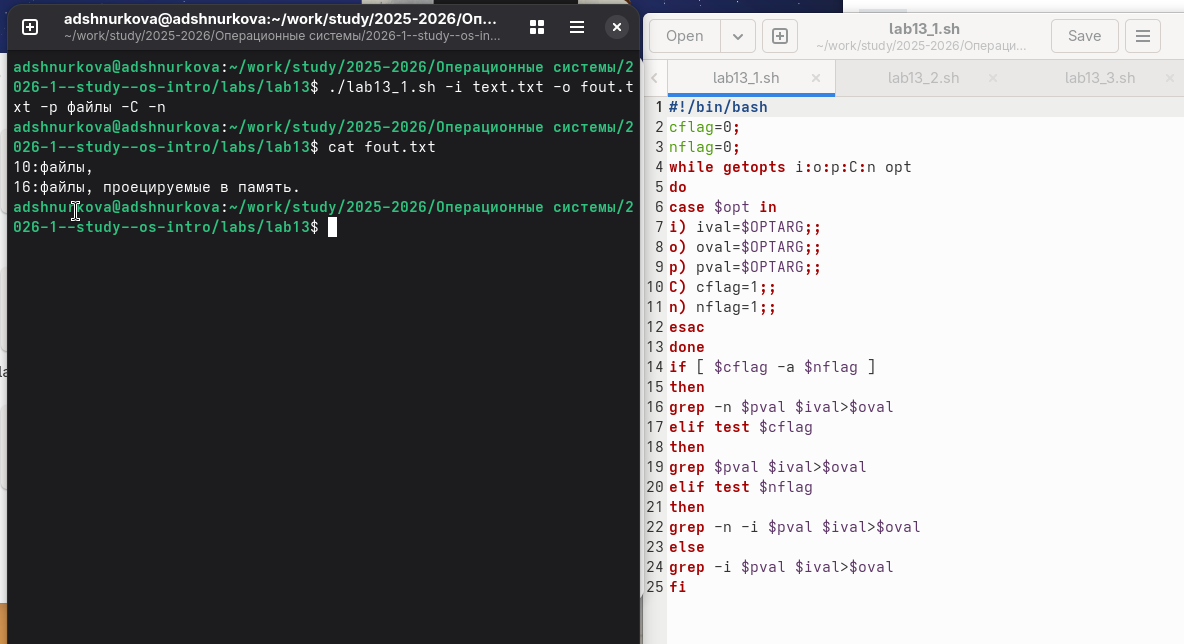 adshnurkova@adshnurkova:~/work/study/2025-2026/Оп...
~/work/study/2025-2026/Операционные системы/2026-1--study--os-in...
adshnurkova@adshnurkova:~/work/study/2025-2026/Операционные системы/2
026-1--study--os-intro/labs/lab13$ ./lab13_1.sh -i text.txt -o fout.t
xt -p файлы -C -n
adshnurkova@adshnurkova:~/work/study/2025-2026/Операционные системы/2
026-1--study--os-intro/labs/lab13$ cat fout.txt
10:файлы,
16:файлы, проецируемые в память.
adshnurkova@adshnurkova:~/work/study/2025-2026/Операционные системы/2
026-1--study--os-intro/labs/lab13$
Open
lab13_1.sh
~/work/study/2025-2026/Операци...
Save
lab13_1.sh
lab13_2.sh
lab13_3.sh
1 #!/bin/bash
2 cflag=0;
3 nflag=0;
4 while getopts i:o:p:C:n opt
5 do
6 case $opt in
7 i) ival=$OPTARG;;
8 o) oval=$OPTARG;;
9 p) pval=$OPTARG;;
10 C) cflag=1;;
11 n) nflag=1;;
12 esac
13 done
14 if [ $cflag -a $nflag ]
15 then
16 grep -n $pval $ival>$oval
17 elif test $cflag
18 then
19 grep $pval $ival>$oval
20 elif test $nflag
21 then
22 grep -n -i $pval $ival>$oval
23 else
24 grep -i $pval $ival>$oval
25 fi